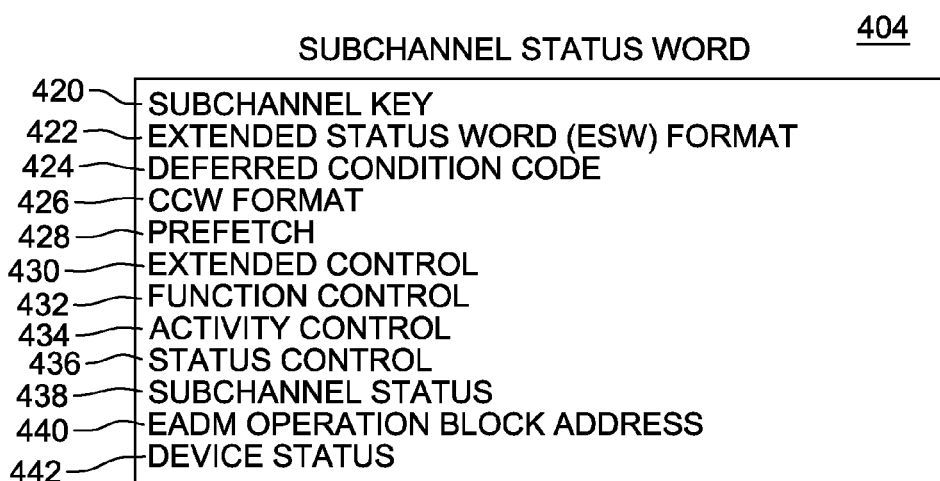 404
SUBCHANNEL STATUS WORD
420 SUBCHANNEL KEY
422 EXTENDED STATUS WORD (ESW) FORMAT
424 DEFERRED CONDITION CODE
426 CCW FORMAT
428 PREFETCH
430 EXTENDED CONTROL
432 FUNCTION CONTROL
434 ACTIVITY CONTROL
436 STATUS CONTROL
438 SUBCHANNEL STATUS
440 EADM OPERATION BLOCK ADDRESS
442 DEVICE STATUS